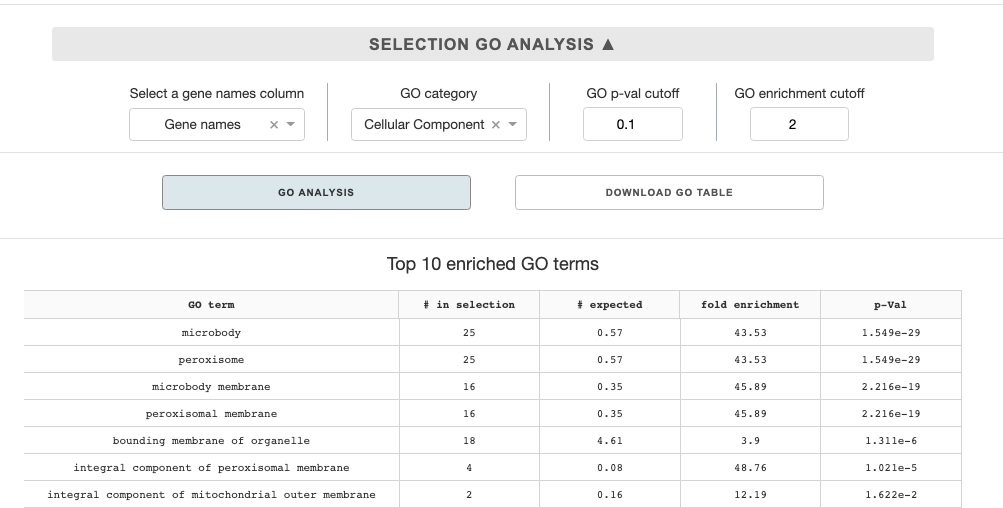 SELECTION GO ANALYSIS ▲
Select a gene names column GO category GO p-val cutoff GO enrichment cutoff
Gene names × Cellular Component × 0.1 2
GO ANALYSIS DOWNLOAD GO TABLE
Top 10 enriched GO terms
GO term # in selection # expected fold enrichment p-Val
microbody 25 0.57 43.53 1.549e-29
peroxisome 25 0.57 43.53 1.549e-29
microbody membrane 16 0.35 45.89 2.216e-19
peroxisomal membrane 16 0.35 45.89 2.216e-19
bounding membrane of organelle 18 4.61 3.9 1.311e-6
integral component of peroxisomal membrane 4 0.08 48.76 1.021e-5
integral component of mitochondrial outer membrane 2 0.16 12.19 1.622e-2